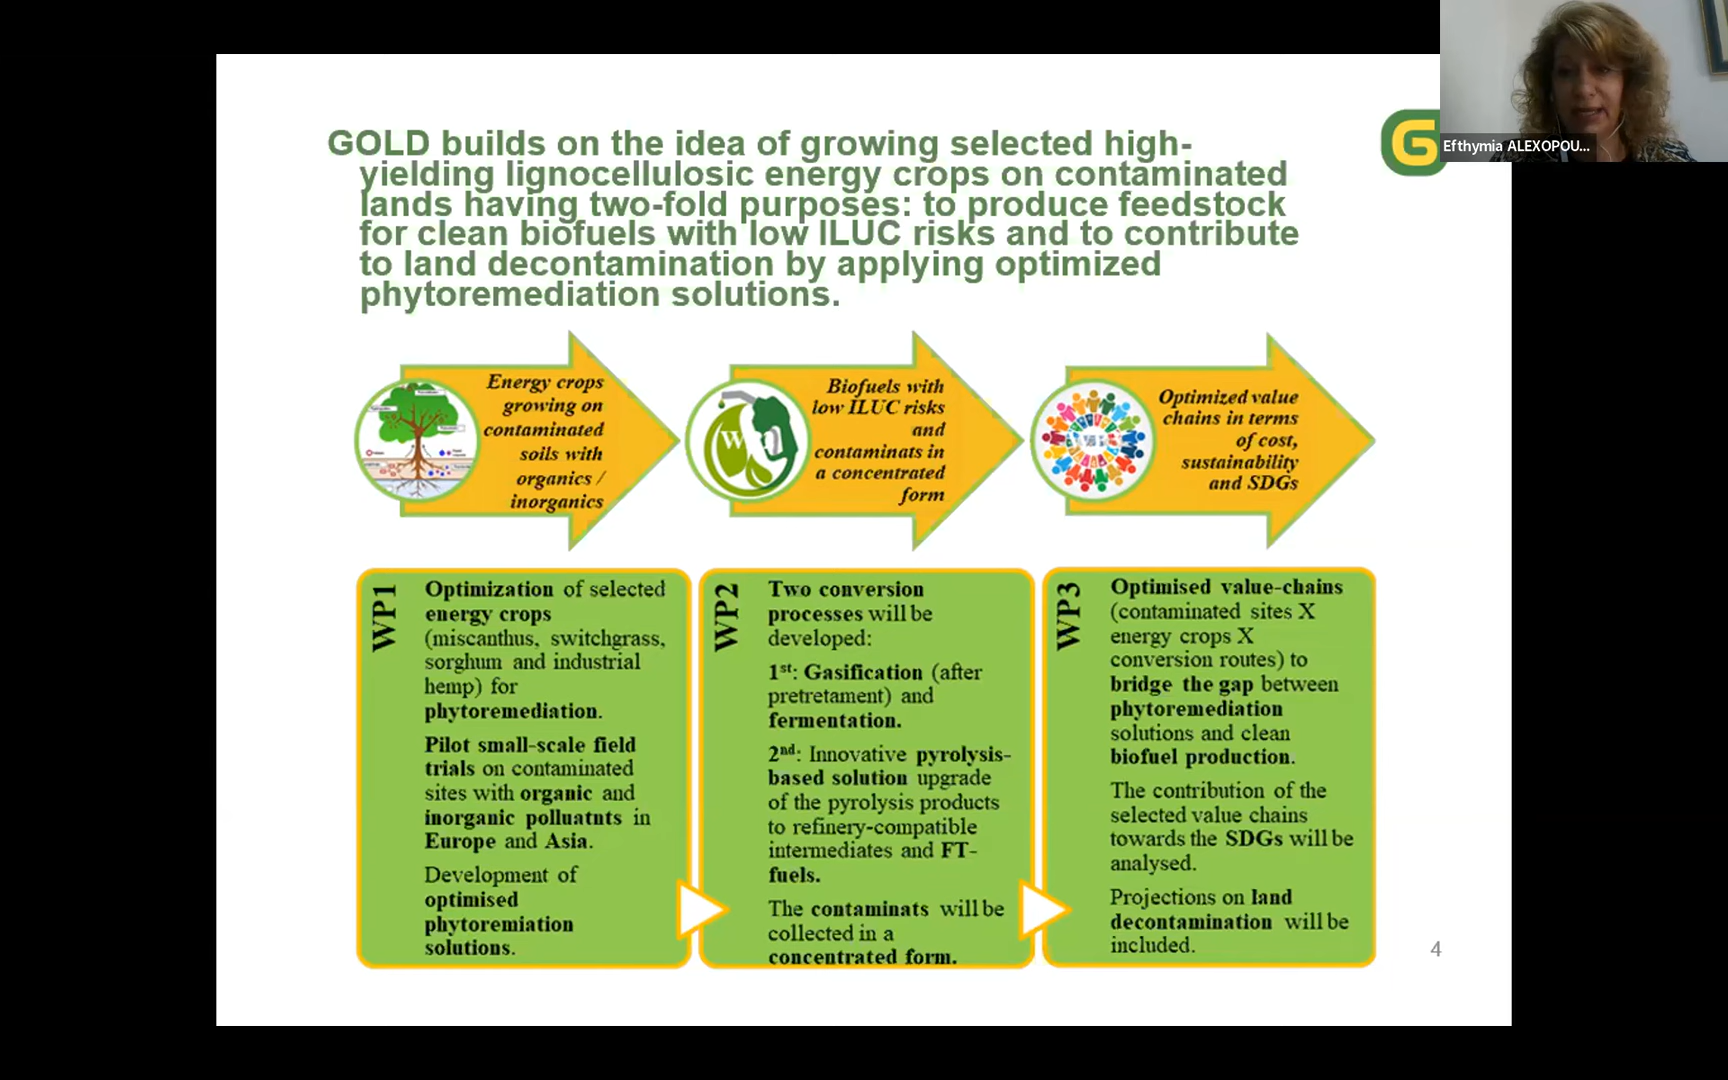 GOLD builds on the idea of growing selected high-
yielding lignocellulosic energy crops on contaminated
lands having two-fold purposes: to produce feedstock
for clean biofuels with low ILUC risks and to contribute
to land decontamination by applying optimized
phytoremediation solutions.
G
Efthymia ALEXOPOU...
Energy crops
growing on
contaminated
soils with
organics /
inorganics
W
Biofuels with
low ILUC risks
and
contaminats in
a concentrated
form
Optimized value
chains in terms
of cost,
sustainability
and SDGs
WP1
Optimization of selected
energy crops
(miscanthus, switchgrass,
sorghum and industrial
hemp) for
phytoremediation.
Pilot small-scale field
trials on contaminated
sites with organic and
inorganic polluatnts in
Europe and Asia.
Development of
optimised
phytoremiation
solutions.
WP2
Two conversion
processes will be
developed:
1st: Gasification (after
pretretament) and
fermentation.
2nd: Innovative pyrolysis-
based solution upgrade
of the pyrolysis products
to refinery-compatible
intermediates and FT-
fuels.
The contaminats will be
collected in a
concentrated form.
WP3
Optimised value-chains
(contaminated sites X
energy crops X
conversion routes) to
bridge the gap between
phytoremediation
solutions and clean
biofuel production.
The contribution of the
selected value chains
towards the SDGs will be
analysed.
Projections on land
decontamination will be
included.
4